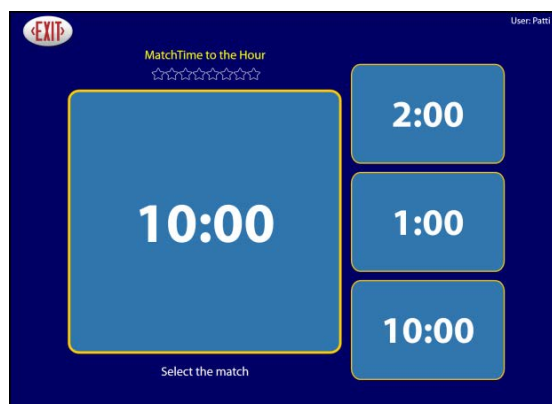 EXIT
User: Patti
MatchTime to the Hour
10:00
Select the match
2:00
1:00
10:00